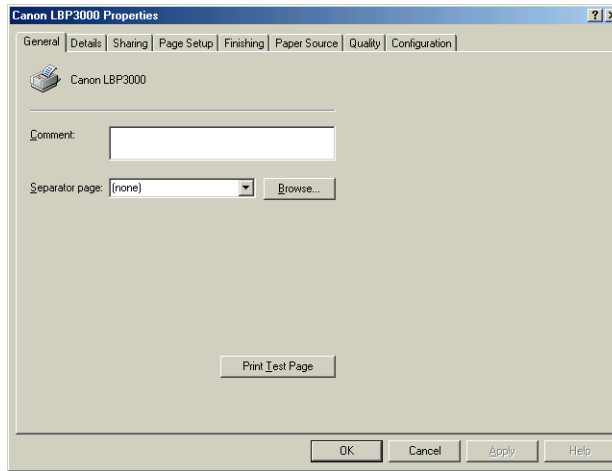 Canon LBP3000 Properties
General Details Sharing Page Setup Finishing Paper Source Quality Configuration
Canon LBP3000
Comment:
Separator page: (none) Browse...
Print Test Page
OK Cancel Apply Help